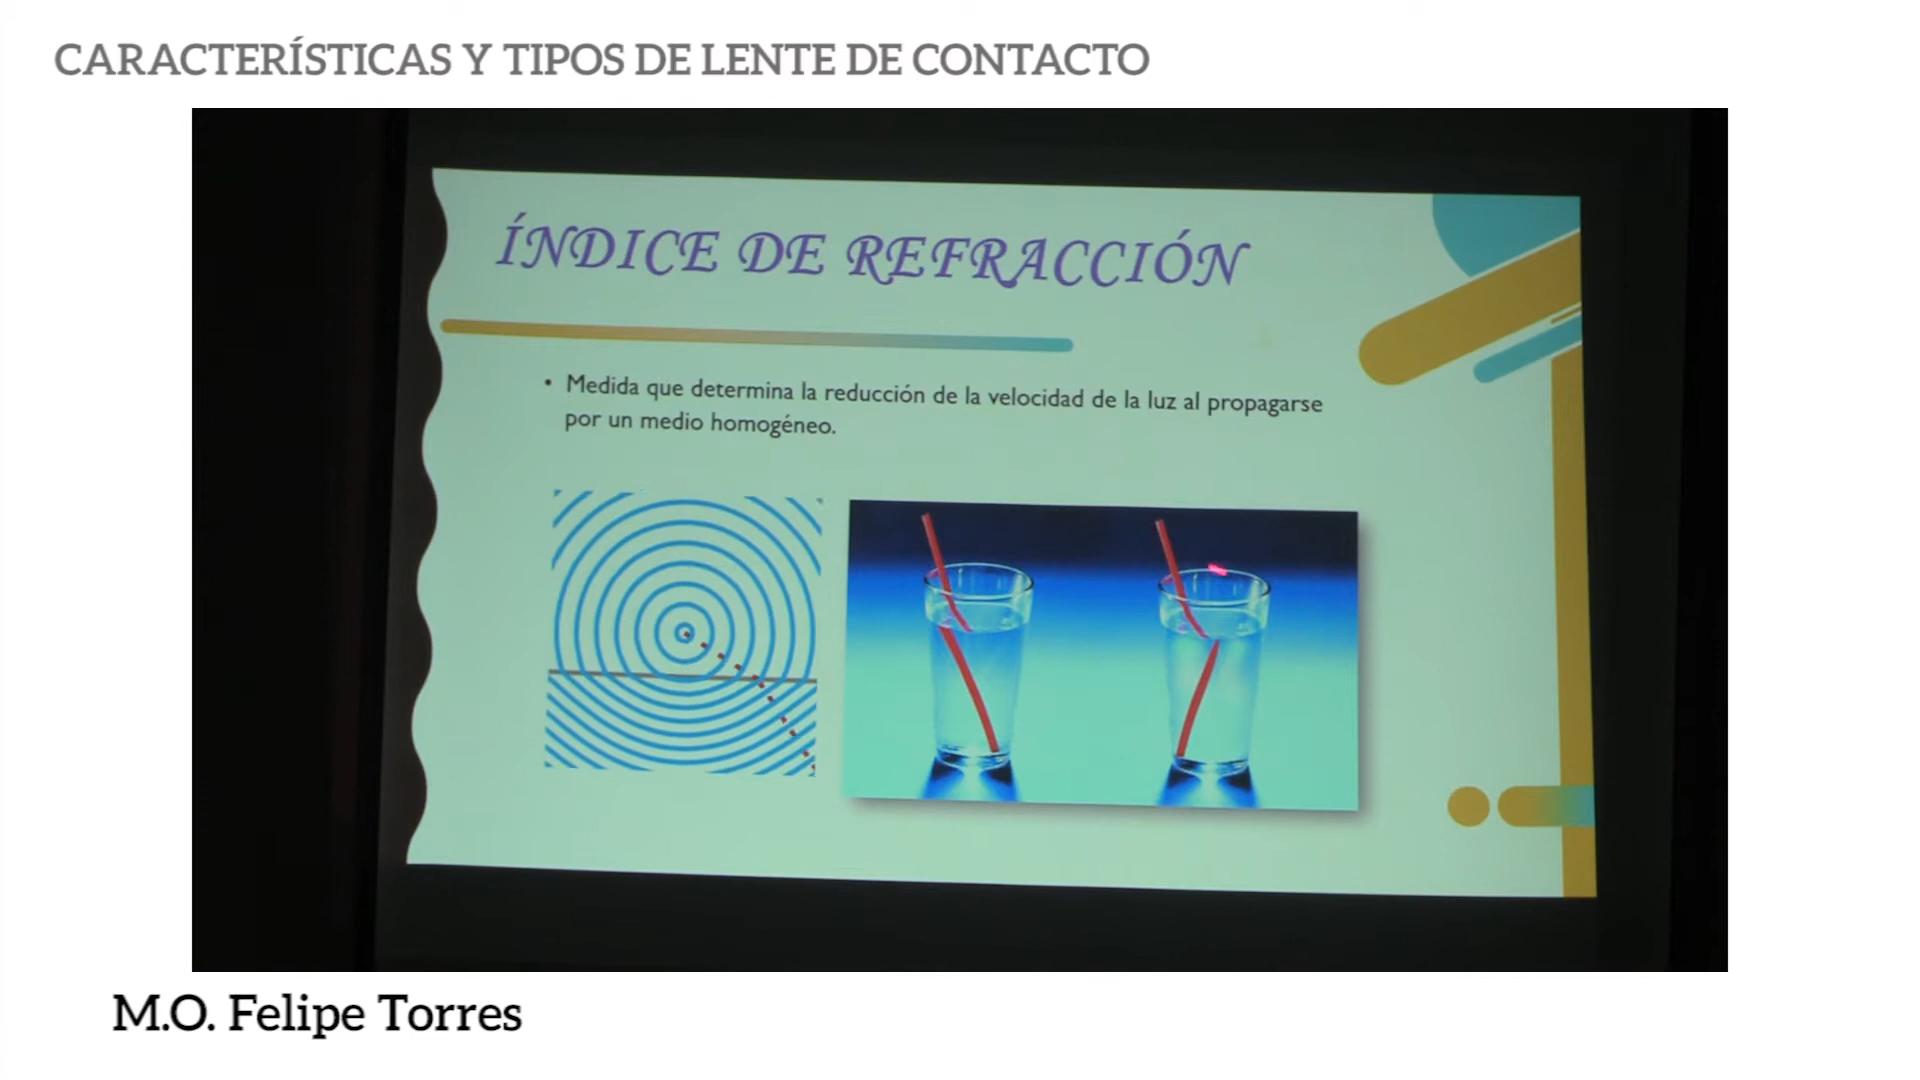 CARACTERÍSTICAS Y TIPOS DE LENTE DE CONTACTO
ÍNDICE DE REFRACCIÓN
• Medida que determina la reducción de la velocidad de la luz al propagarse
por un medio homogéneo.
M.O. Felipe Torres